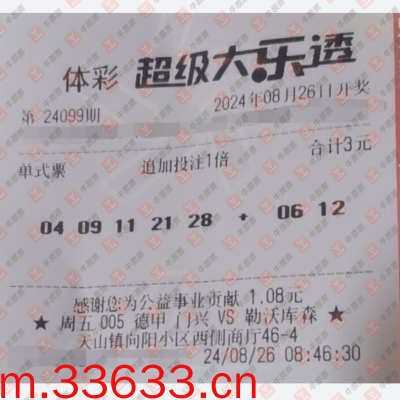 体彩 超级大乐透
第 24099期 2024年08月26日开奖
单式票 追加投注1倍 合计3元
04 09 11 21 28 + 06 12
感谢您为公益事业贡献 1.08元
★ 周五 005 德甲 门兴 VS 勒沃库森 ★
天山镇向阳小区西侧商厅46-4
24/08/26 08:46:30
m.33633.cn